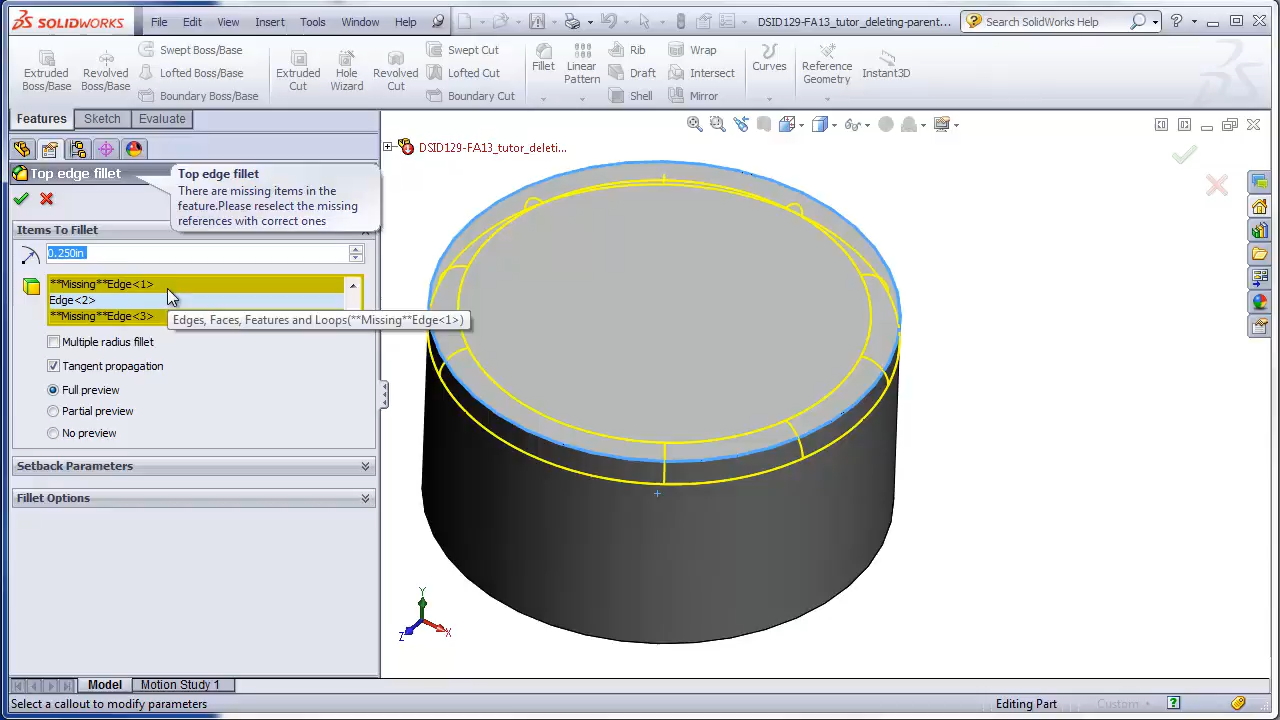 SOLIDWORKS
File Edit View Insert Tools Window Help
DSID129-FA13_tutor_deleting-parent...
Search SolidWorks Help
Extruded
Boss/Base
Revolved
Boss/Base
Swept Boss/Base
Lofted Boss/Base
Boundary Boss/Base
Extruded
Cut
Hole
Wizard
Revolved
Cut
Swept Cut
Lofted Cut
Boundary Cut
Fillet
Linear
Pattern
Rib
Draft
Shell
Wrap
Intersect
Mirror
Curves
Reference
Geometry
Instant3D
Features Sketch Evaluate
DSID129-FA13_tutor_deleti...
Top edge fillet
Top edge fillet
There are missing items in the
feature.Please reselect the missing
references with correct ones
Items To Fillet
0.250in
**Missing**Edge<1>
Edge<2>
**Missing**Edge<3>
Edges, Faces, Features and Loops(**Missing**Edge<1>)
Multiple radius fillet
Tangent propagation
Full preview
Partial preview
No preview
Setback Parameters
Fillet Options
Y
Z
X
Model Motion Study 1
Select a callout to modify parameters
Editing Part
Custom